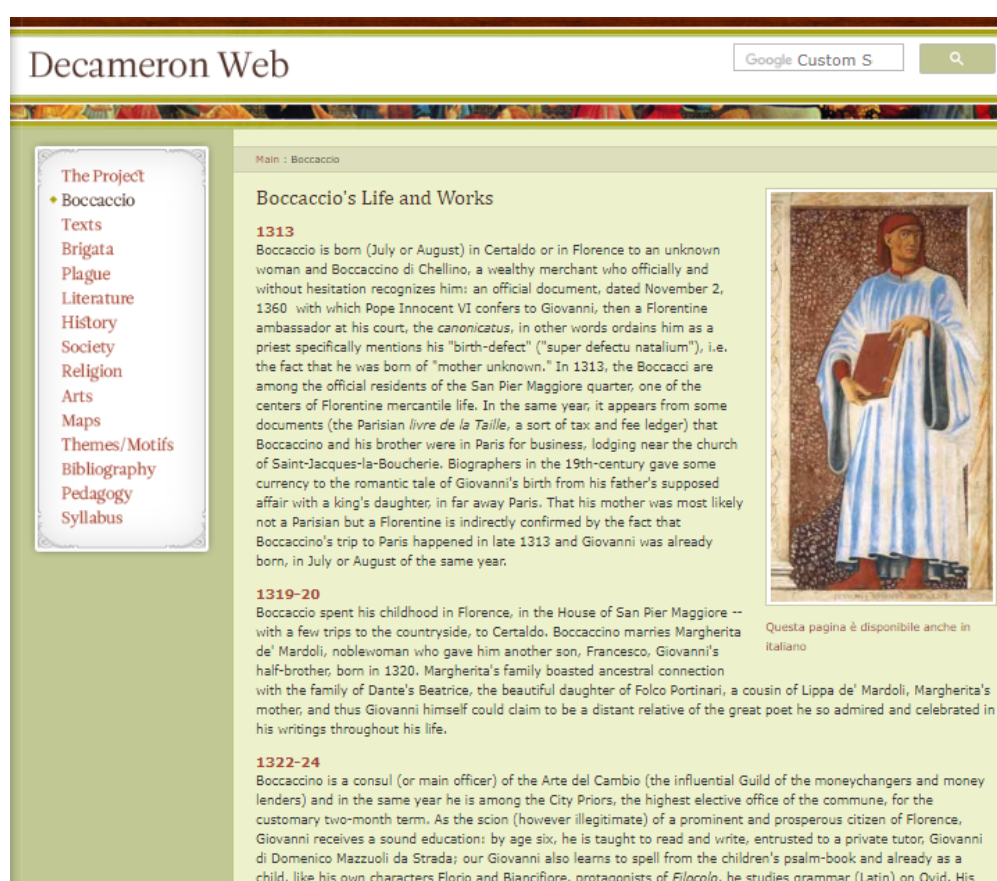 Decameron Web
Google Custom S
The Project
Boccaccio
Texts
Brigata
Plague
Literature
History
Society
Religion
Arts
Maps
Themes/Motifs
Bibliography
Pedagogy
Syllabus
Main : Boccaccio
Boccaccio's Life and Works
1313
Boccaccio is born (July or August) in Certaldo or in Florence to an unknown
woman and Boccaccino di Chellino, a wealthy merchant who officially and
without hesitation recognizes him: an official document, dated November 2,
1360 with which Pope Innocent VI confers to Giovanni, then a Florentine
ambassador at his court, the canonicatus, in other words ordains him as a
priest specifically mentions his "birth-defect" ("super defectu natalium"), i.e.
the fact that he was born of "mother unknown." In 1313, the Boccacci are
among the official residents of the San Pier Maggiore quarter, one of the
centers of Florentine mercantile life. In the same year, it appears from some
documents (the Parisian livre de la Taille, a sort of tax and fee ledger) that
Boccaccino and his brother were in Paris for business, lodging near the church
of Saint-Jacques-la-Boucherie. Biographers in the 19th-century gave some
currency to the romantic tale of Giovanni's birth from his father's supposed
affair with a king's daughter, in far away Paris. That his mother was most likely
not a Parisian but a Florentine is indirectly confirmed by the fact that
Boccaccino's trip to Paris happened in late 1313 and Giovanni was already
born, in July or August of the same year.
1319-20
Boccaccio spent his childhood in Florence, in the House of San Pier Maggiore --
with a few trips to the countryside, to Certaldo. Boccaccino marries Margherita
de' Mardoli, noblewoman who gave him another son, Francesco, Giovanni's
half-brother, born in 1320. Margherita's family boasted ancestral connection
with the family of Dante's Beatrice, the beautiful daughter of Folco Portinari, a cousin of Lippa de' Mardoli, Margherita's
mother, and thus Giovanni himself could claim to be a distant relative of the great poet he so admired and celebrated in
his writings throughout his life.
Questa pagina è disponibile anche in
italiano
1322-24
Boccaccino is a consul (or main officer) of the Arte del Cambio (the influential Guild of the moneychangers and money
lenders) and in the same year he is among the City Priors, the highest elective office of the commune, for the
customary two-month term. As the scion (however illegitimate) of a prominent and prosperous citizen of Florence,
Giovanni receives a sound education: by age six, he is taught to read and write, entrusted to a private tutor, Giovanni
di Domenico Mazzuoli da Strada; our Giovanni also learns to spell from the children's psalm-book and already as a
child, like his own characters Florio and Biancifiore, protagonists of Filocolo, he studies grammar (Latin) on Ovid. His